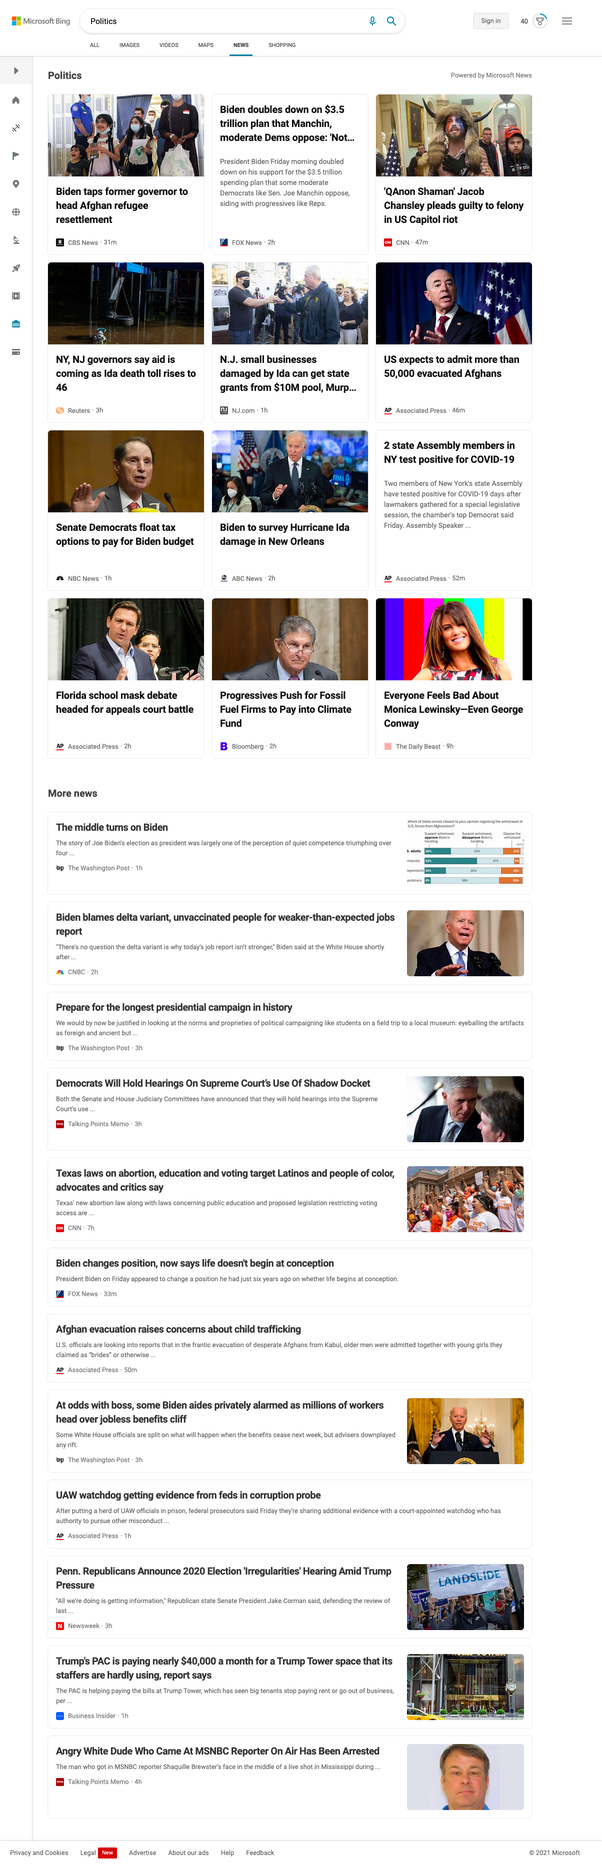 Microsoft Bing
Politics
Sign in
40
ALL IMAGES VIDEOS MAPS NEWS SHOPPING
Politics
Powered by Microsoft News
Biden taps former governor to
head Afghan refugee
resettlement
CBS News · 31m
Biden doubles down on $3.5
trillion plan that Manchin,
moderate Dems oppose: 'Not...
President Biden Friday morning doubled
down on his support for the $3.5 trillion
spending plan that some moderate
Democrats like Sen. Joe Manchin oppose,
siding with progressives like Reps.
FOX News · 2h
'QAnon Shaman' Jacob
Chansley pleads guilty to felony
in US Capitol riot
CNN · 47m
NY, NJ governors say aid is
coming as Ida death toll rises to
46
Reuters · 3h
N.J. small businesses
damaged by Ida can get state
grants from $10M pool, Murp...
NJ.com · 1h
US expects to admit more than
50,000 evacuated Afghans
AP Associated Press · 46m
Senate Democrats float tax
options to pay for Biden budget
NBC News · 1h
Biden to survey Hurricane Ida
damage in New Orleans
ABC News · 2h
2 state Assembly members in
NY test positive for COVID-19
Two members of New York's state Assembly
have tested positive for COVID-19 days after
lawmakers gathered for a special legislative
session, the chamber's top Democrat said
Friday. Assembly Speaker ...
AP Associated Press · 52m
Florida school mask debate
headed for appeals court battle
AP Associated Press · 2h
Progressives Push for Fossil
Fuel Firms to Pay into Climate
Fund
B Bloomberg · 2h
Everyone Feels Bad About
Monica Lewinsky—Even George
Conway
The Daily Beast · 9h
More news
The middle turns on Biden
The story of Joe Biden's election as president was largely one of the perception of quiet competence triumphing over
four ...
wp The Washington Post · 1h
Biden blames delta variant, unvaccinated people for weaker-than-expected jobs
report
"There's no question the delta variant is why today's job report isn't stronger," Biden said at the White House shortly
after ...
CNBC · 2h
Prepare for the longest presidential campaign in history
We would by now be justified in looking at the norms and proprieties of political campaigning like students on a field trip to a local museum: eyeballing the artifacts
as foreign and ancient but ...
wp The Washington Post · 3h
Democrats Will Hold Hearings On Supreme Court's Use Of Shadow Docket
Both the Senate and House Judiciary Committees have announced that they will hold hearings into the Supreme
Court's use ...
Talking Points Memo · 3h
Texas laws on abortion, education and voting target Latinos and people of color,
advocates and critics say
Texas' new abortion law along with laws concerning public education and proposed legislation restricting voting
access are ...
CNN · 7h
Biden changes position, now says life doesn't begin at conception
President Biden on Friday appeared to change a position he had just six years ago on whether life begins at conception.
FOX News · 33m
Afghan evacuation raises concerns about child trafficking
U.S. officials are looking into reports that in the frantic evacuation of desperate Afghans from Kabul, older men were admitted together with young girls they
claimed as "brides" or otherwise ...
AP Associated Press · 50m
At odds with boss, some Biden aides privately alarmed as millions of workers
head over jobless benefits cliff
Some White House officials are split on what will happen when the benefits cease next week, but advisers downplayed
any rift.
wp The Washington Post · 3h
UAW watchdog getting evidence from feds in corruption probe
After putting a herd of UAW officials in prison, federal prosecutors said Friday they're sharing additional evidence with a court-appointed watchdog who has
authority to pursue other misconduct ...
AP Associated Press · 1h
Penn. Republicans Announce 2020 Election 'Irregularities' Hearing Amid Trump
Pressure
"All we're doing is getting information," Republican state Senate President Jake Corman said, defending the review of
last ...
N Newsweek · 3h
LANDSLIDE
Trump's PAC is paying nearly $40,000 a month for a Trump Tower space that its
staffers are hardly using, report says
The PAC is helping paying the bills at Trump Tower, which has seen big tenants stop paying rent or go out of business,
per ...
Business Insider · 1h
Angry White Dude Who Came At MSNBC Reporter On Air Has Been Arrested
The man who got in MSNBC reporter Shaquille Brewster's face in the middle of a live shot in Mississippi during ...
Talking Points Memo · 4h
Privacy and Cookies Legal New Advertise About our ads Help Feedback
© 2021 Microsoft